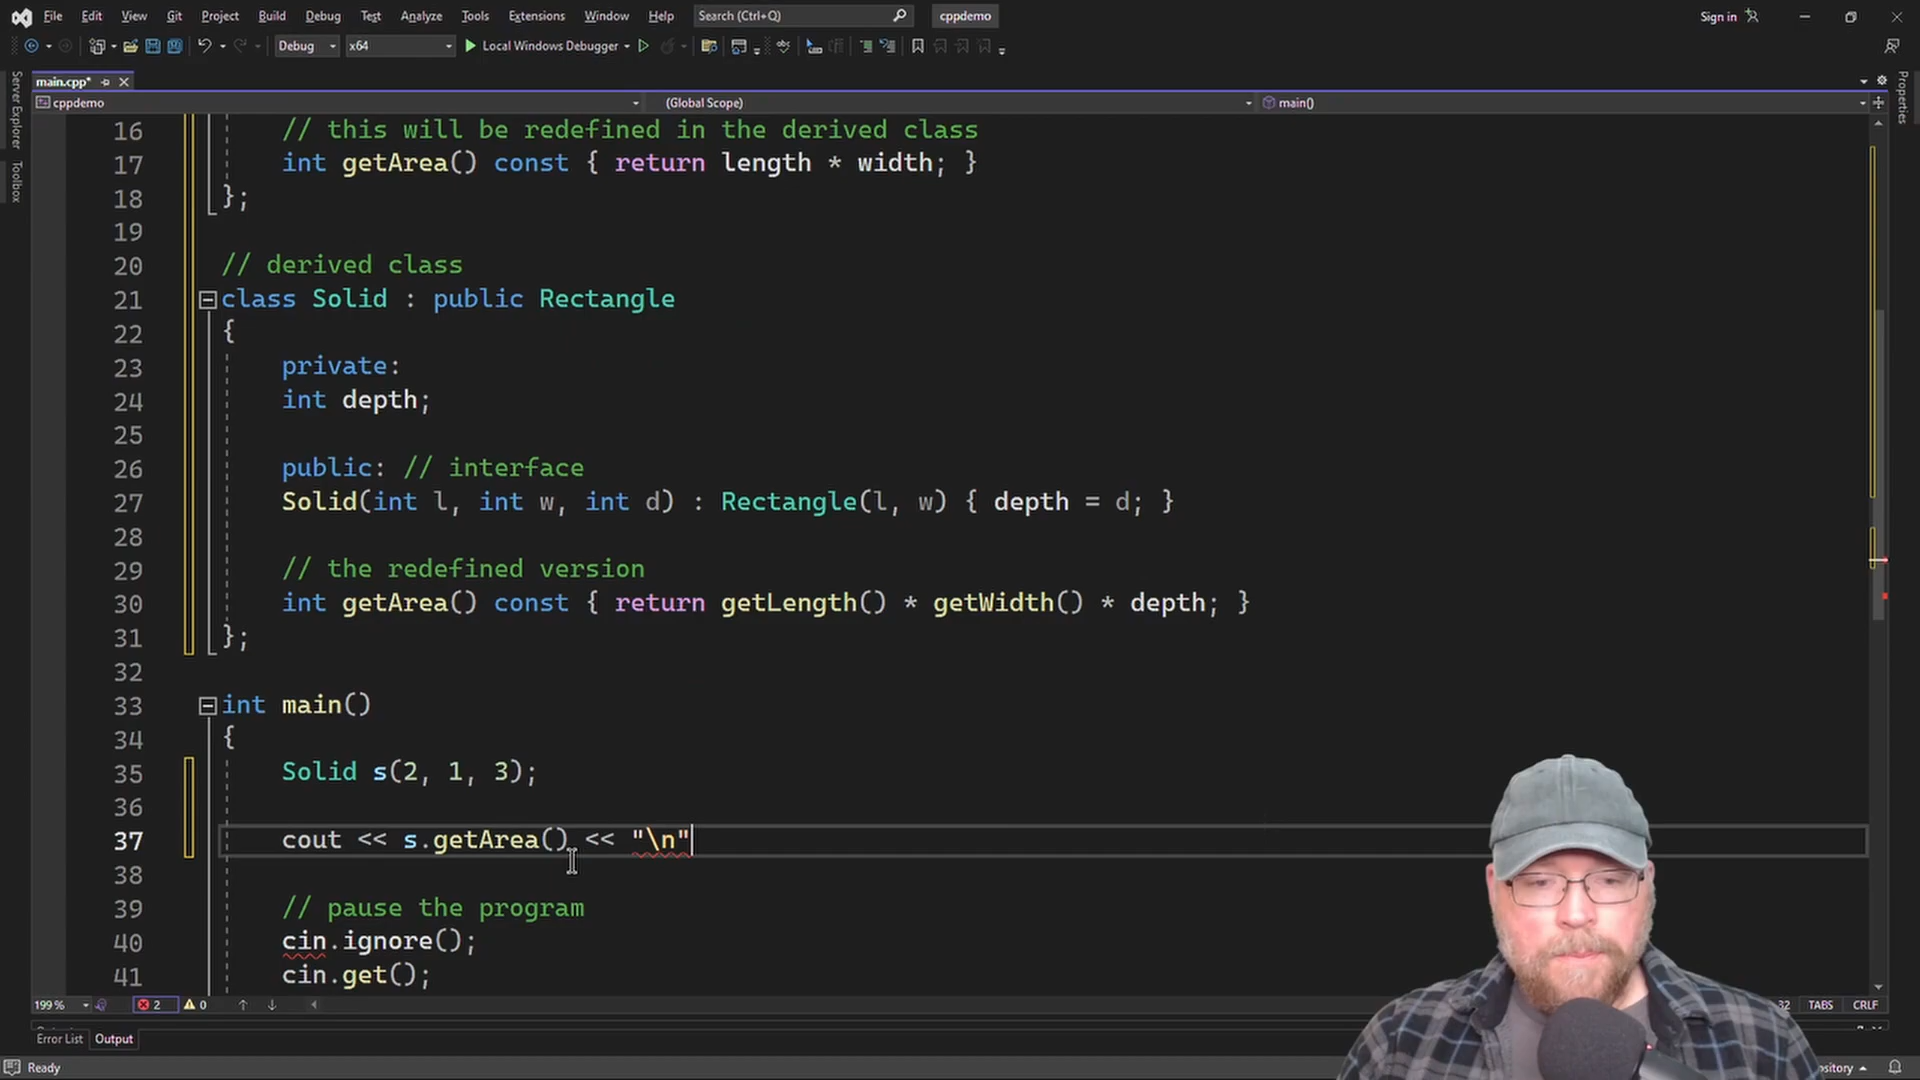 File Edit View Git Project Build Debug Test Analyze Tools Extensions Window Help Search (Ctrl+Q) cppdemo Sign in
Debug x64 Local Windows Debugger
main.cpp*
cppdemo (Global Scope) main()
Server Explorer
Toolbox
Properties
16 // this will be redefined in the derived class
17 int getArea() const { return length * width; }
18 };
19
20 // derived class
21 class Solid : public Rectangle
22 {
23 private:
24 int depth;
25
26 public: // interface
27 Solid(int l, int w, int d) : Rectangle(l, w) { depth = d; }
28
29 // the redefined version
30 int getArea() const { return getLength() * getWidth() * depth; }
31 };
32
33 int main()
34 {
35 Solid s(2, 1, 3);
36
37 cout << s.getArea() << "\n"
38
39 // pause the program
40 cin.ignore();
41 cin.get();
199 % 2 0 32 TABS CRLF
Error List Output
Ready